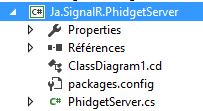 C# Ja.SignalR.PhidgetServer
Properties
Références
ClassDiagram1.cd
packages.config
C# PhidgetServer.cs